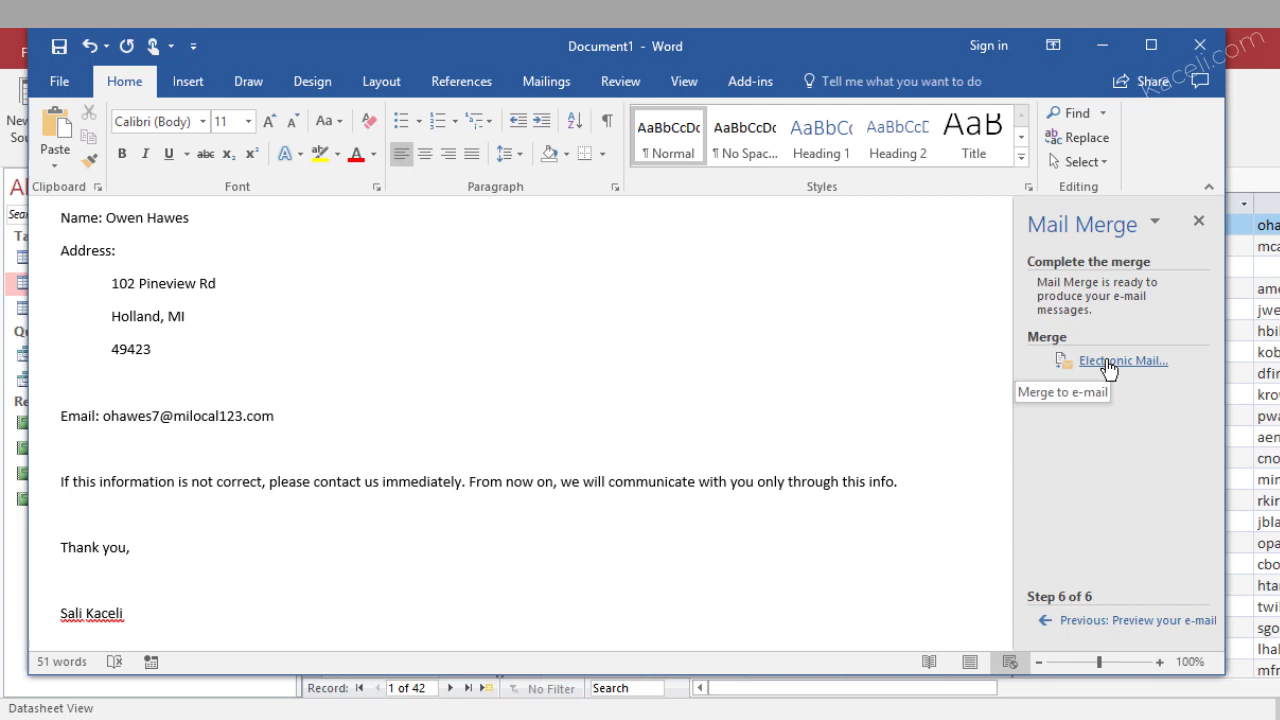 Document1 - Word
Sign in
File
Home
Insert
Draw
Design
Layout
References
Mailings
Review
View
Add-ins
Tell me what you want to do
Share
kaceli.com
Paste
Clipboard
Calibri (Body)
11
Font
Paragraph
AaBbCcDc
¶ Normal
AaBbCcDc
¶ No Spac...
AaBbCc
Heading 1
AaBbCcD
Heading 2
AaB
Title
Styles
Find
Replace
Select
Editing
Name: Owen Hawes
Address:
102 Pineview Rd
Holland, MI
49423
Email: ohawes7@milocal123.com
If this information is not correct, please contact us immediately. From now on, we will communicate with you only through this info.
Thank you,
Sali Kaceli
Mail Merge
Complete the merge
Mail Merge is ready to
produce your e-mail
messages.
Merge
Electronic Mail...
Merge to e-mail
Step 6 of 6
Previous: Preview your e-mail
51 words
100%
Record:
1 of 42
No Filter
Search
Datasheet View